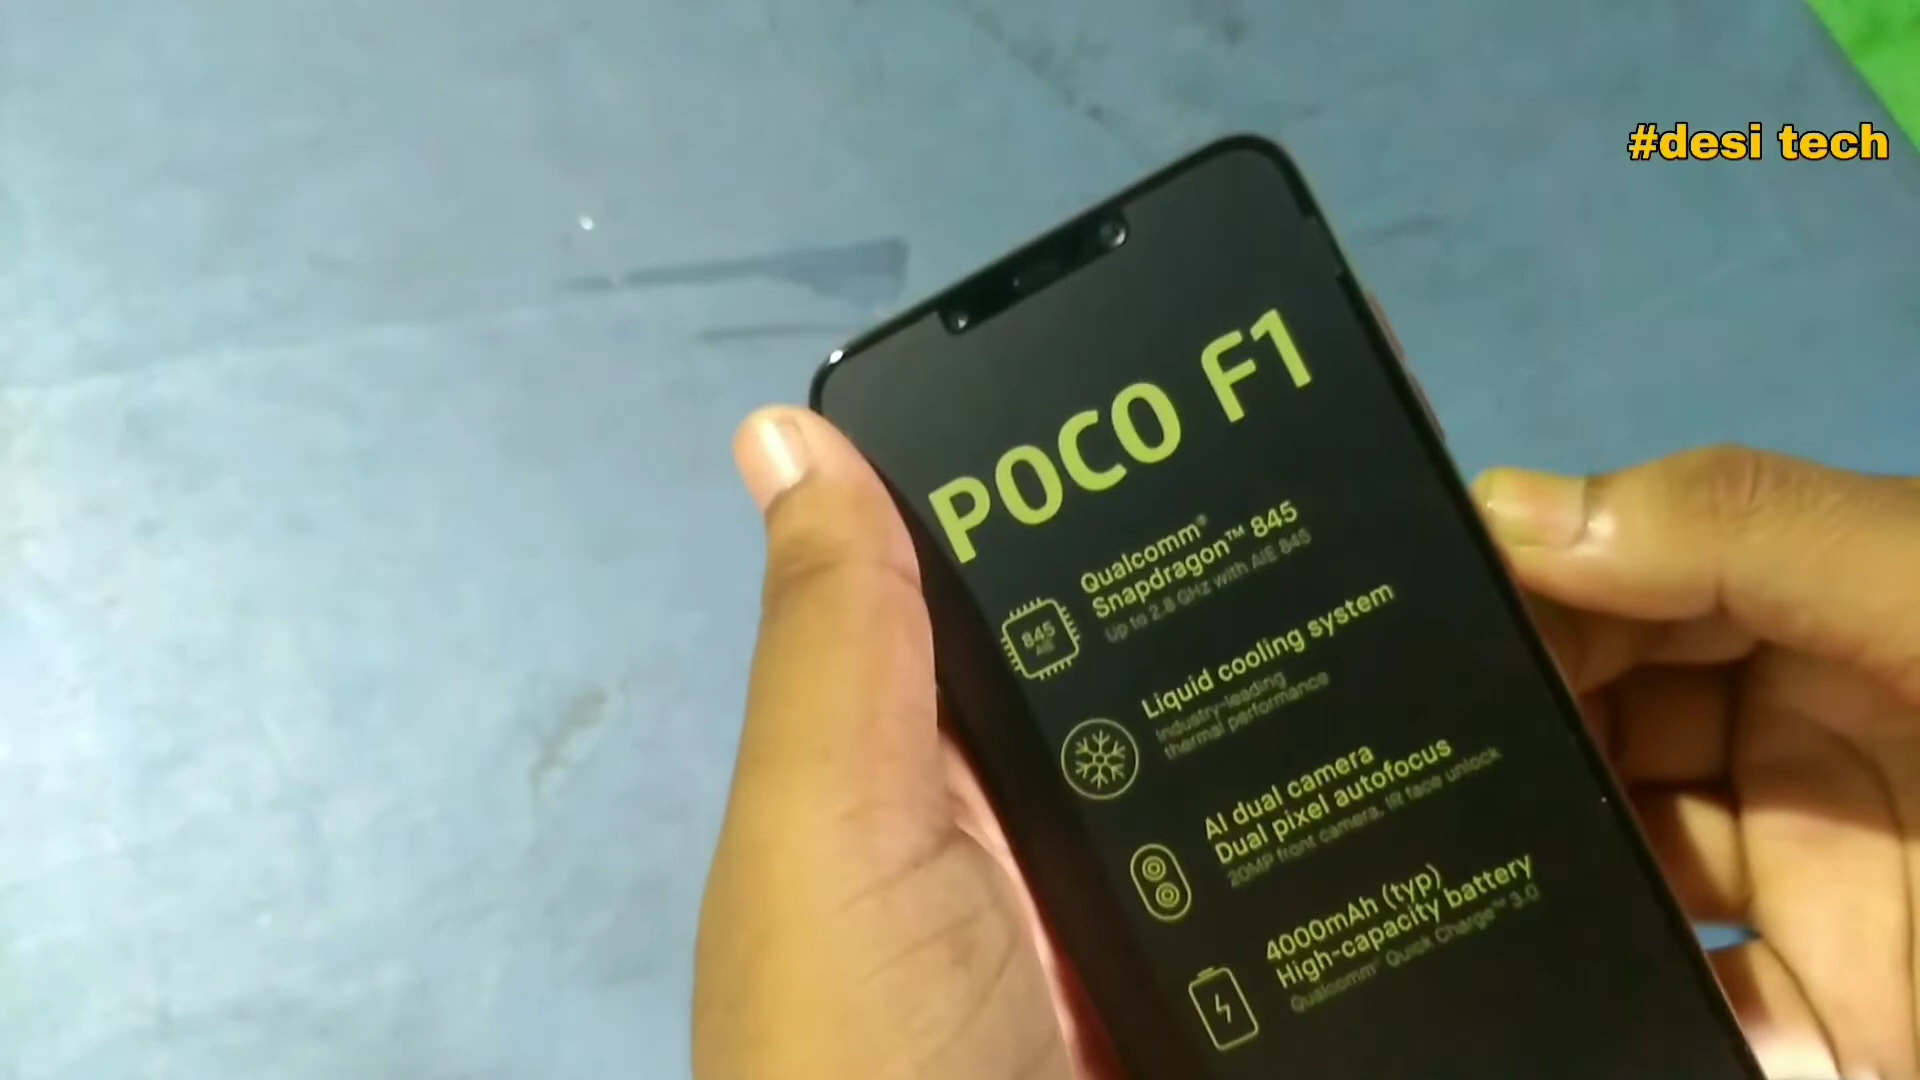 #desi tech
POCO F1
Qualcomm®
Snapdragon™ 845
Up to 2.8 GHz with AIE 845
845
AIE
Liquid cooling system
Industry-leading
thermal performance
AI dual camera
Dual pixel autofocus
20MP front camera, IR face unlock
4000mAh (typ)
High-capacity battery
Qualcomm® Quick Charge™ 3.0